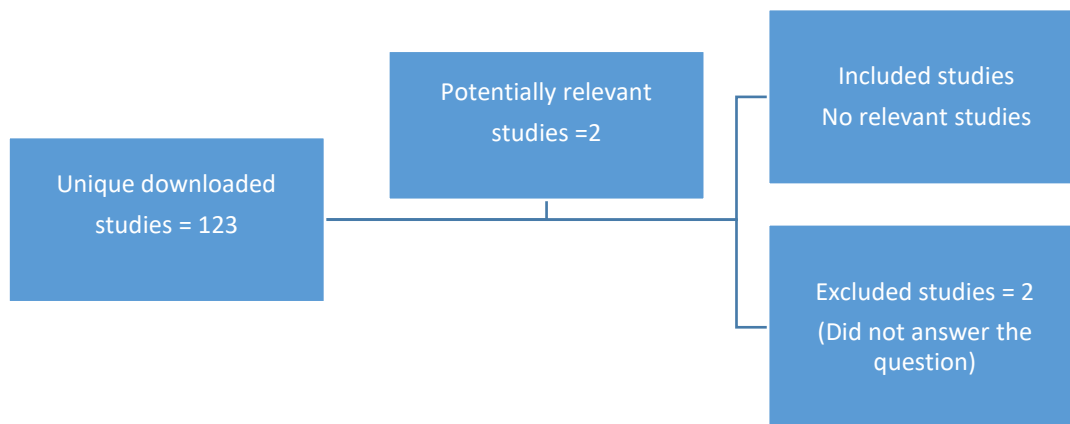 Unique downloaded
studies = 123
Potentially relevant
studies =2
Included studies
No relevant studies
Excluded studies = 2
(Did not answer the
question)